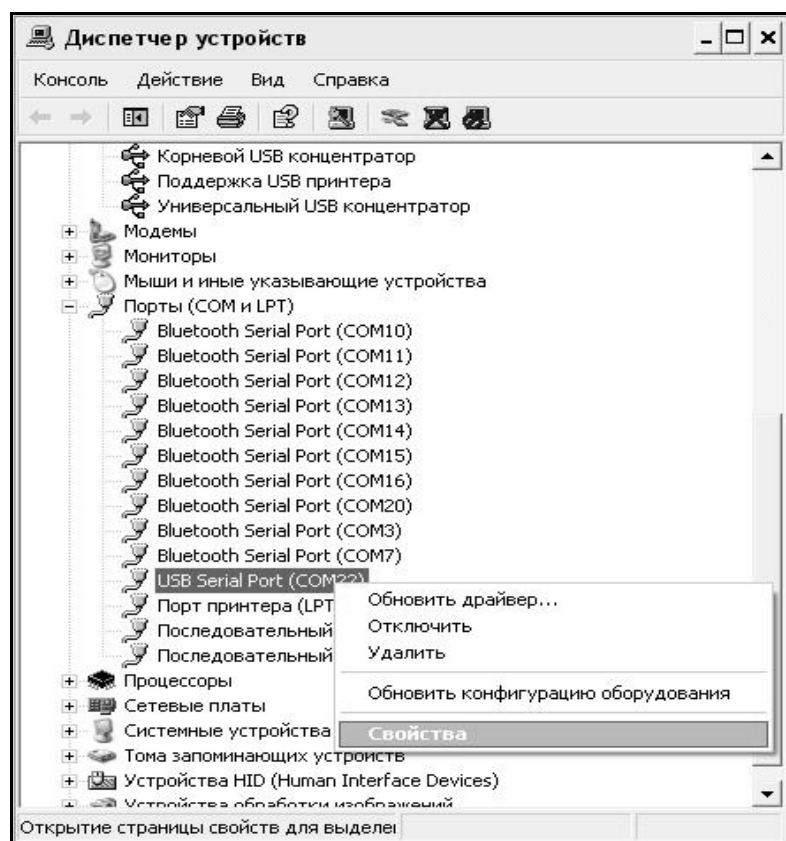 Диспетчер устройств
Консоль Действие Вид Справка
Корневой USB концентратор
Поддержка USB принтера
Универсальный USB концентратор
Модемы
Мониторы
Мыши и иные указывающие устройства
Порты (COM и LPT)
Bluetooth Serial Port (COM10)
Bluetooth Serial Port (COM11)
Bluetooth Serial Port (COM12)
Bluetooth Serial Port (COM13)
Bluetooth Serial Port (COM14)
Bluetooth Serial Port (COM15)
Bluetooth Serial Port (COM16)
Bluetooth Serial Port (COM20)
Bluetooth Serial Port (COM3)
Bluetooth Serial Port (COM7)
USB Serial Port (COM22)
Порт принтера (LPT
Последовательный
Последовательный
Процессоры
Сетевые платы
Системные устройства
Тома запоминающих устройств
Устройства HID (Human Interface Devices)
Устройства обработки изображений
Обновить драйвер...
Отключить
Удалить
Обновить конфигурацию оборудования
Свойства
Открытие страницы свойств для выделе